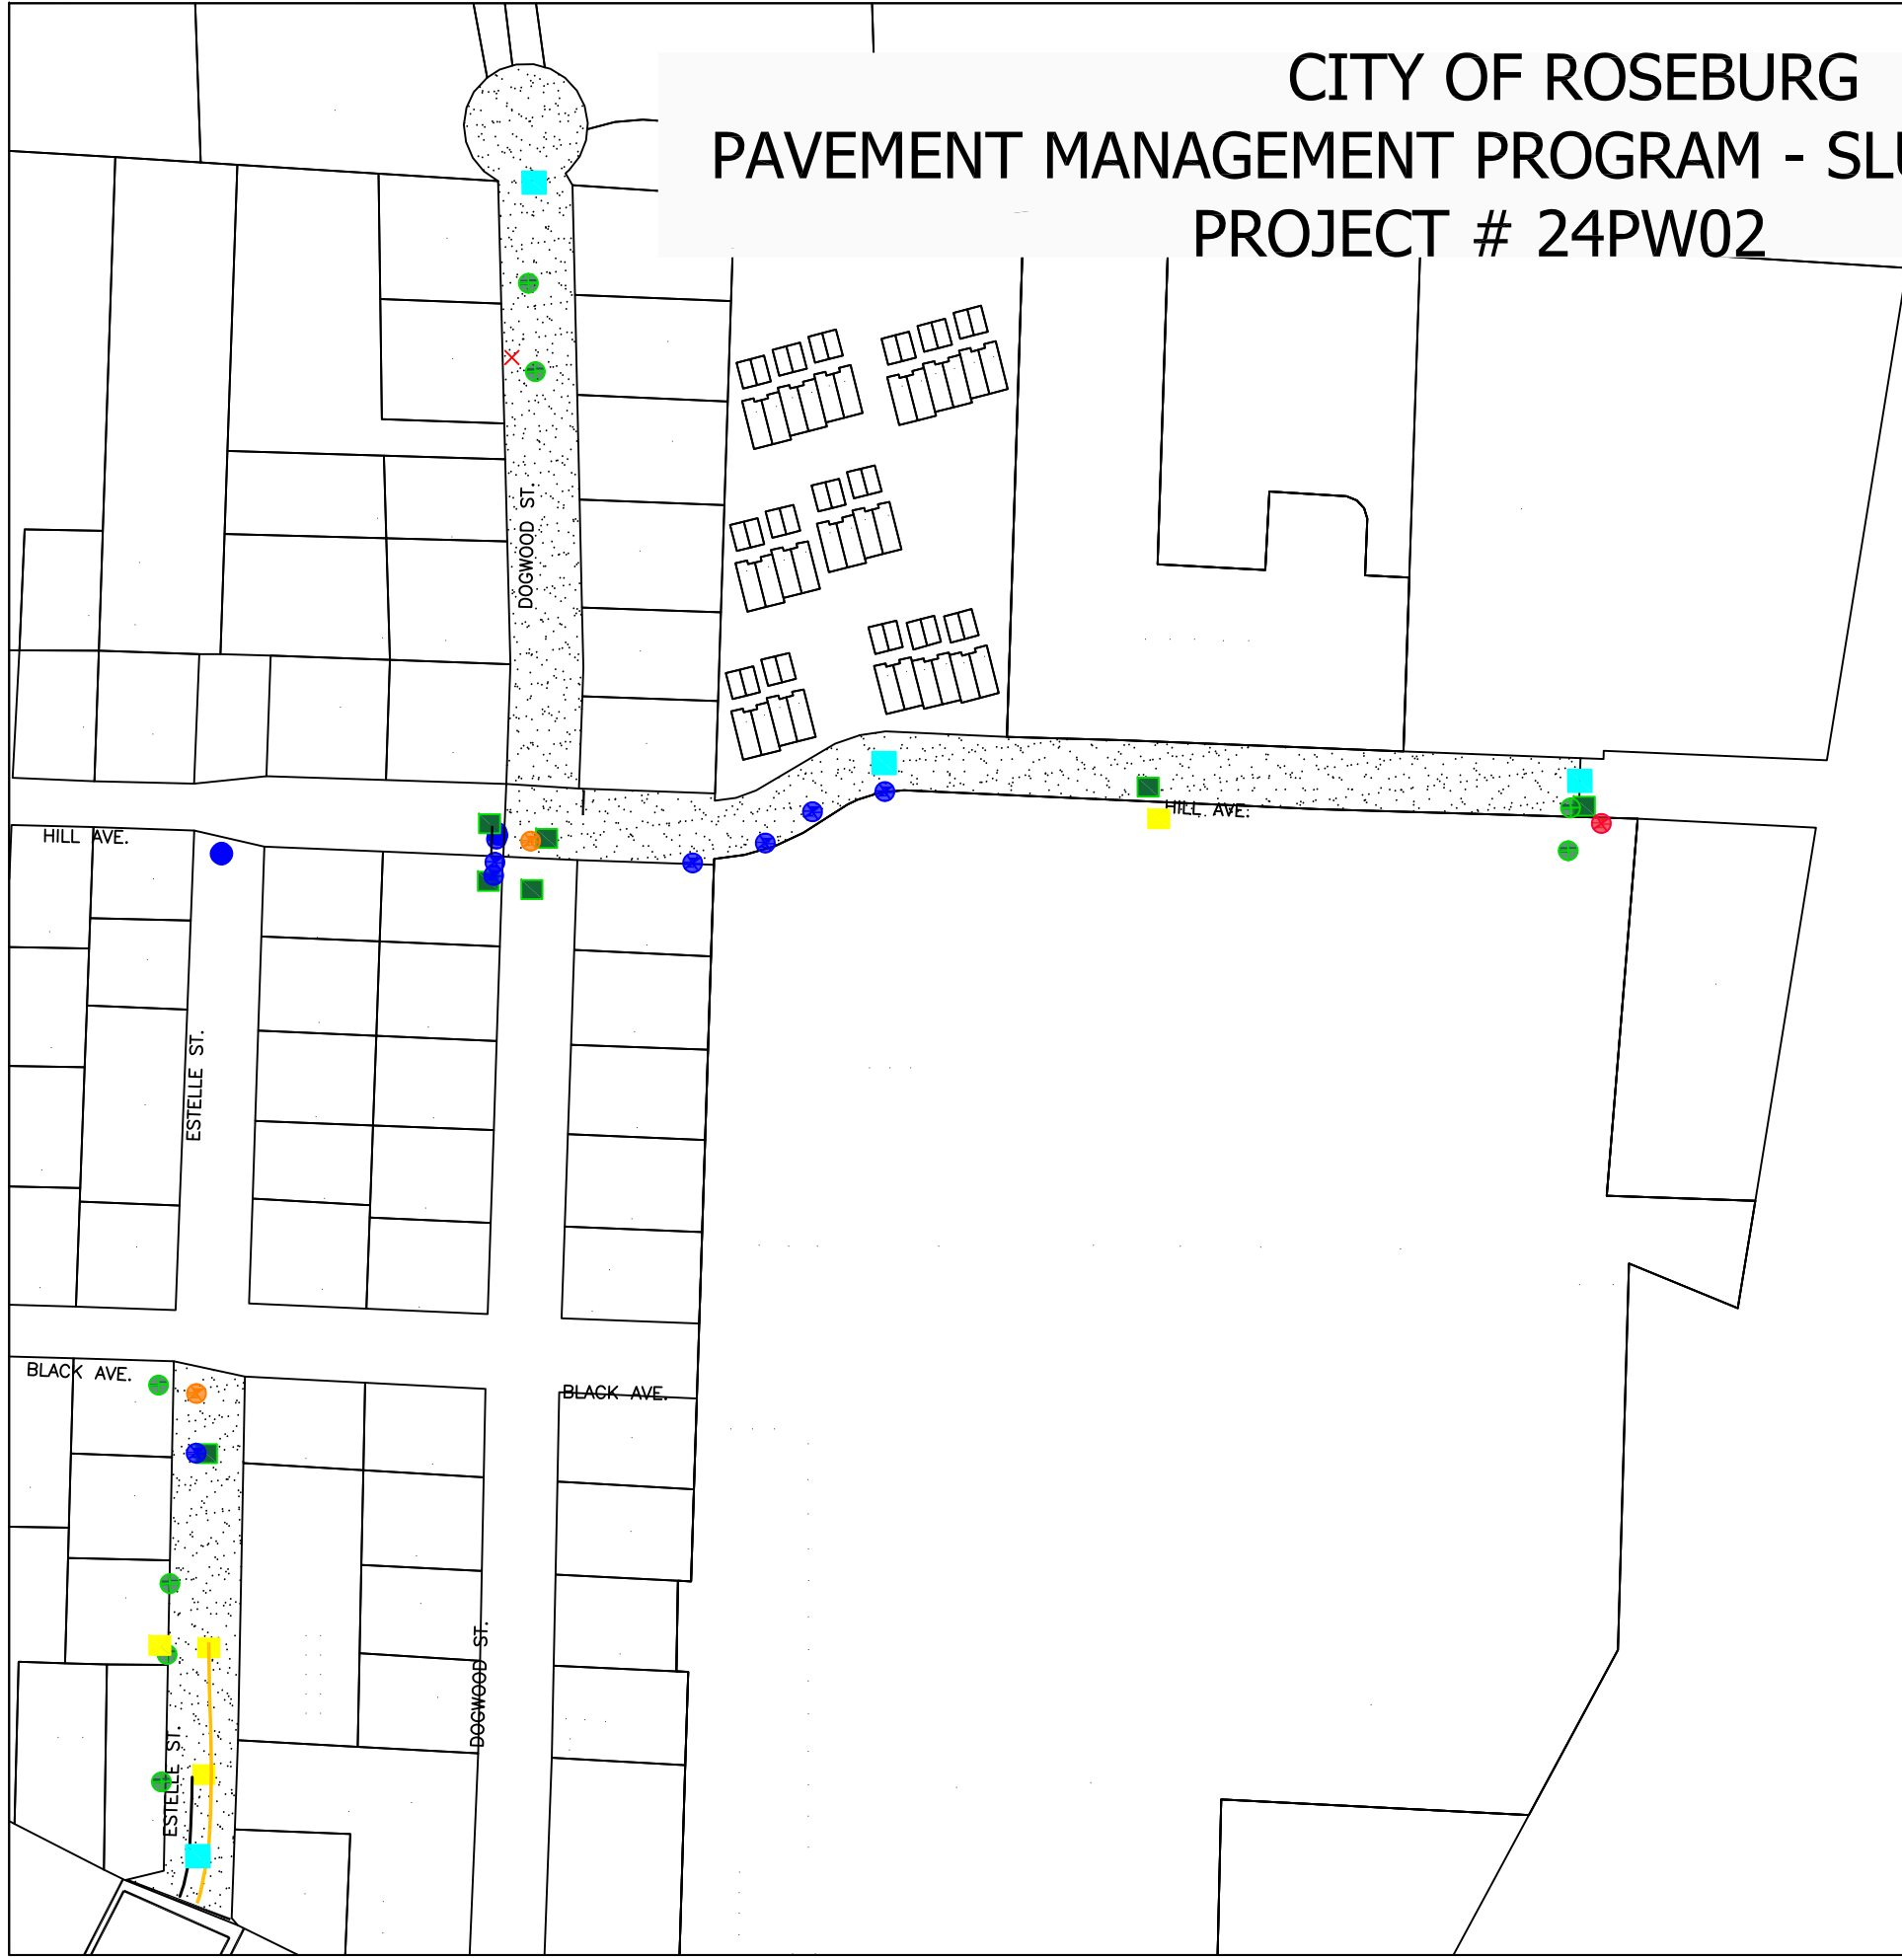 CITY OF ROSEBURG
PAVEMENT MANAGEMENT PROGRAM - SLU
PROJECT # 24PW02
DOGWOOD ST.
HILL AVE.
HILL AVE.
ESTELLE ST.
BLACK AVE.
BLACK AVE.
DOGWOOD ST.
ESTELLE ST.